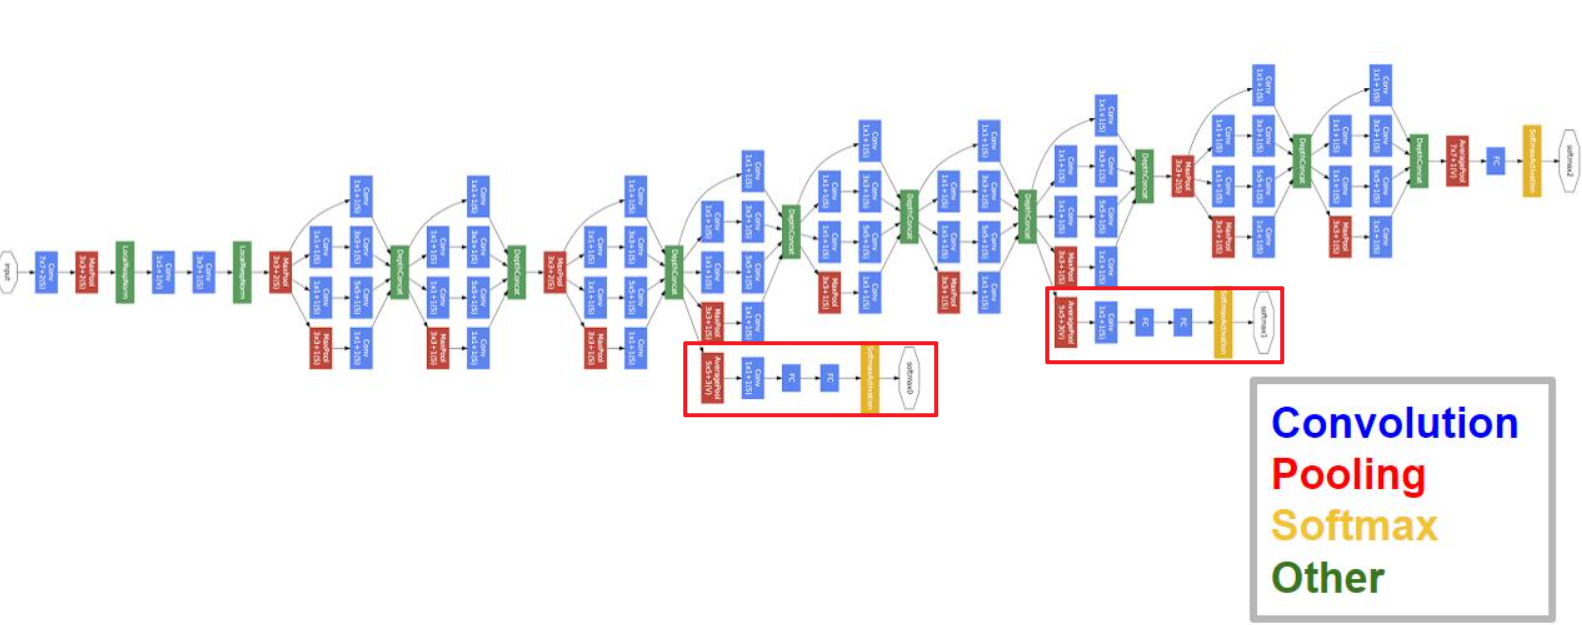 input
Conv
7x7+2(S)
MaxPool
3x3+2(S)
LocalRespNorm
Conv
1x1+1(V)
Conv
3x3+1(S)
LocalRespNorm
MaxPool
3x3+2(S)
Conv
1x1+1(S)
Conv
1x1+1(S)
Conv
3x3+1(S)
Conv
1x1+1(S)
Conv
5x5+1(S)
MaxPool
3x3+1(S)
Conv
1x1+1(S)
DepthConcat
Conv
1x1+1(S)
Conv
1x1+1(S)
Conv
3x3+1(S)
Conv
1x1+1(S)
Conv
5x5+1(S)
MaxPool
3x3+1(S)
Conv
1x1+1(S)
DepthConcat
MaxPool
3x3+2(S)
Conv
1x1+1(S)
Conv
1x1+1(S)
Conv
3x3+1(S)
Conv
1x1+1(S)
Conv
5x5+1(S)
MaxPool
3x3+1(S)
Conv
1x1+1(S)
DepthConcat
Conv
1x1+1(S)
Conv
1x1+1(S)
Conv
3x3+1(S)
Conv
1x1+1(S)
Conv
5x5+1(S)
MaxPool
3x3+1(S)
Conv
1x1+1(S)
AveragePool
5x5+3(V)
Conv
1x1+1(S)
FC
FC
SoftmaxActivation
softmax0
DepthConcat
Conv
1x1+1(S)
Conv
1x1+1(S)
Conv
3x3+1(S)
Conv
1x1+1(S)
Conv
5x5+1(S)
MaxPool
3x3+1(S)
Conv
1x1+1(S)
DepthConcat
Conv
1x1+1(S)
Conv
1x1+1(S)
Conv
3x3+1(S)
Conv
1x1+1(S)
Conv
5x5+1(S)
MaxPool
3x3+1(S)
Conv
1x1+1(S)
DepthConcat
Conv
1x1+1(S)
Conv
1x1+1(S)
Conv
3x3+1(S)
Conv
1x1+1(S)
Conv
5x5+1(S)
MaxPool
3x3+1(S)
Conv
1x1+1(S)
AveragePool
5x5+3(V)
Conv
1x1+1(S)
FC
FC
SoftmaxActivation
softmax1
DepthConcat
MaxPool
3x3+2(S)
Conv
1x1+1(S)
Conv
1x1+1(S)
Conv
3x3+1(S)
Conv
1x1+1(S)
Conv
5x5+1(S)
MaxPool
3x3+1(S)
Conv
1x1+1(S)
DepthConcat
Conv
1x1+1(S)
Conv
1x1+1(S)
Conv
3x3+1(S)
Conv
1x1+1(S)
Conv
5x5+1(S)
MaxPool
3x3+1(S)
Conv
1x1+1(S)
DepthConcat
AveragePool
7x7+1(V)
FC
SoftmaxActivation
softmax2
Convolution
Pooling
Softmax
Other